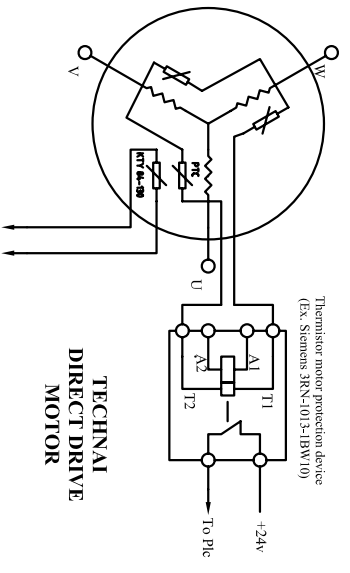 W
V
PTC
KTY 84-130
U
Thermistor motor protection device
(Ex. Siemens 3RN-1013-1BW10)
T1
A1
A2
T2
+24v
To Plc
TECHNAI
DIRECT DRIVE
MOTOR